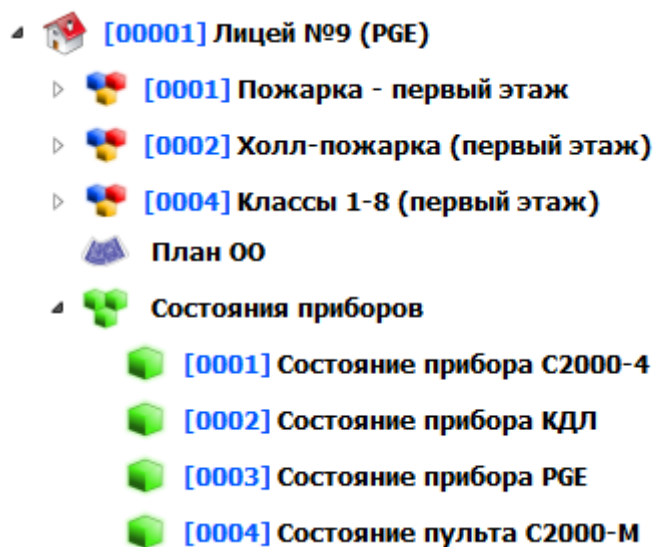 [00001] Лицей №9 (PGE)
[0001] Пожарка - первый этаж
[0002] Холл-пожарка (первый этаж)
[0004] Классы 1-8 (первый этаж)
План ОО
Состояния приборов
[0001] Состояние прибора С2000-4
[0002] Состояние прибора КДЛ
[0003] Состояние прибора PGE
[0004] Состояние пульта С2000-М